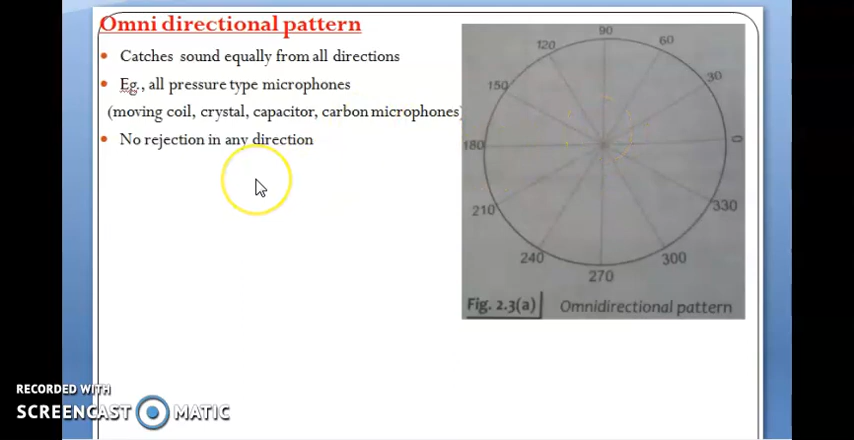 Omni directional pattern
Catches sound equally from all directions
Eg., all pressure type microphones
(moving coil, crystal, capacitor, carbon microphones)
No rejection in any direction
90
120
60
150
30
180
0
210
330
240
300
270
Fig. 2.3(a) Omnidirectional pattern
RECORDED WITH
SCREENCAST MATIC